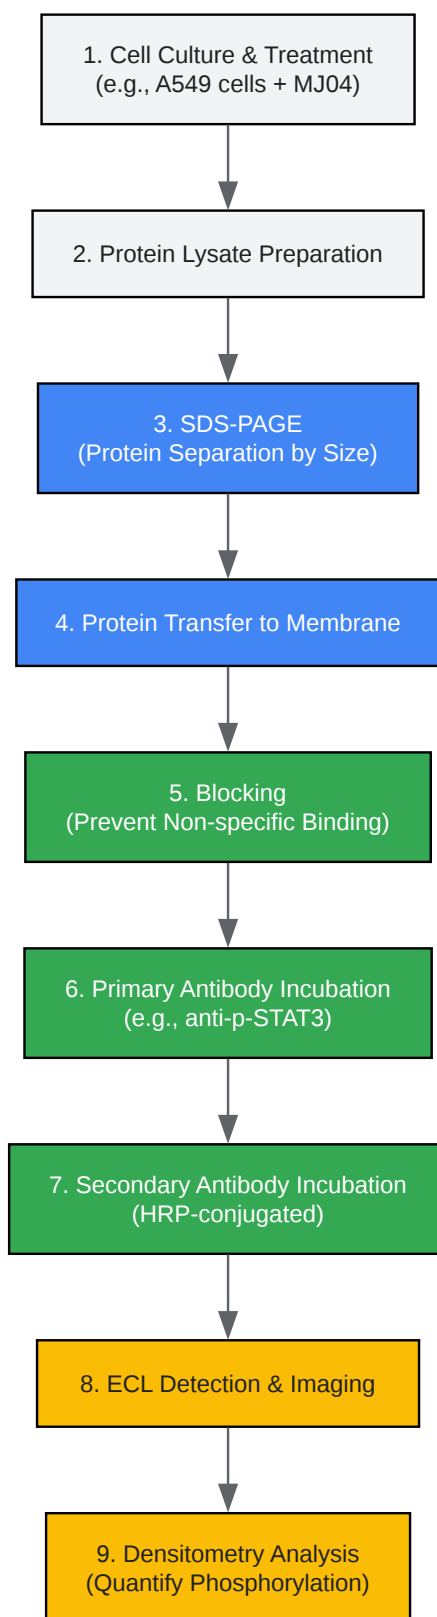 1. Cell Culture & Treatment
(e.g., A549 cells + MJ04)
2. Protein Lysate Preparation
3. SDS-PAGE
(Protein Separation by Size)
4. Protein Transfer to Membrane
5. Blocking
(Prevent Non-specific Binding)
6. Primary Antibody Incubation
(e.g., anti-p-STAT3)
7. Secondary Antibody Incubation
(HRP-conjugated)
8. ECL Detection & Imaging
9. Densitometry Analysis
(Quantify Phosphorylation)